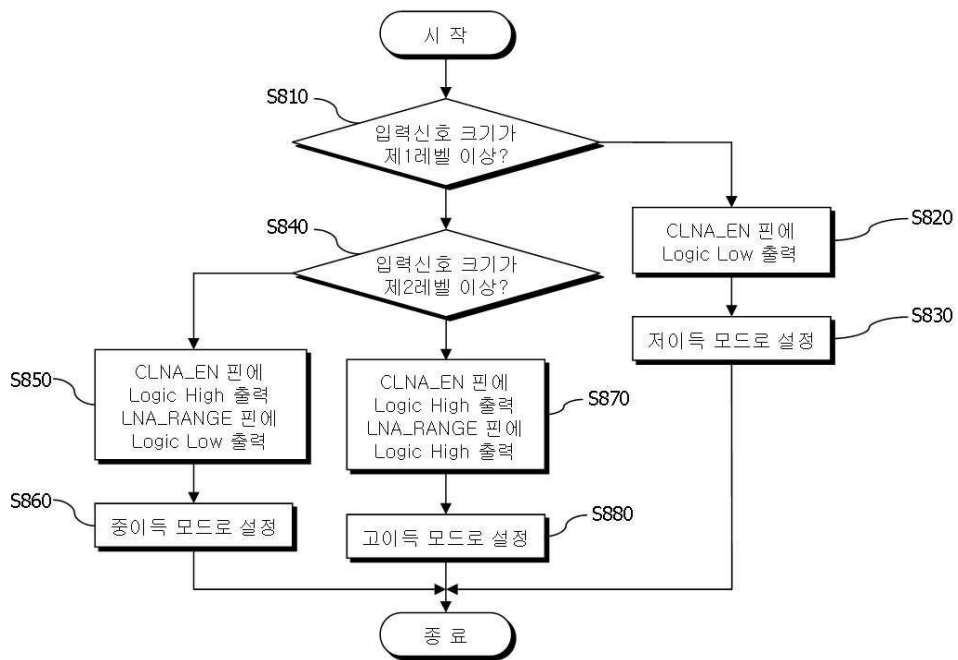 시 작
S810
입력신호 크기가
제1레벨 이상?
S820
CLNA_EN 핀에
Logic Low 출력
S840
입력신호 크기가
제2레벨 이상?
S830
저이득 모드로 설정
S850
CLNA_EN 핀에
Logic High 출력
LNA_RANGE 핀에
Logic Low 출력
S870
CLNA_EN 핀에
Logic High 출력
LNA_RANGE 핀에
Logic High 출력
S860
중이득 모드로 설정
S880
고이득 모드로 설정
종 료